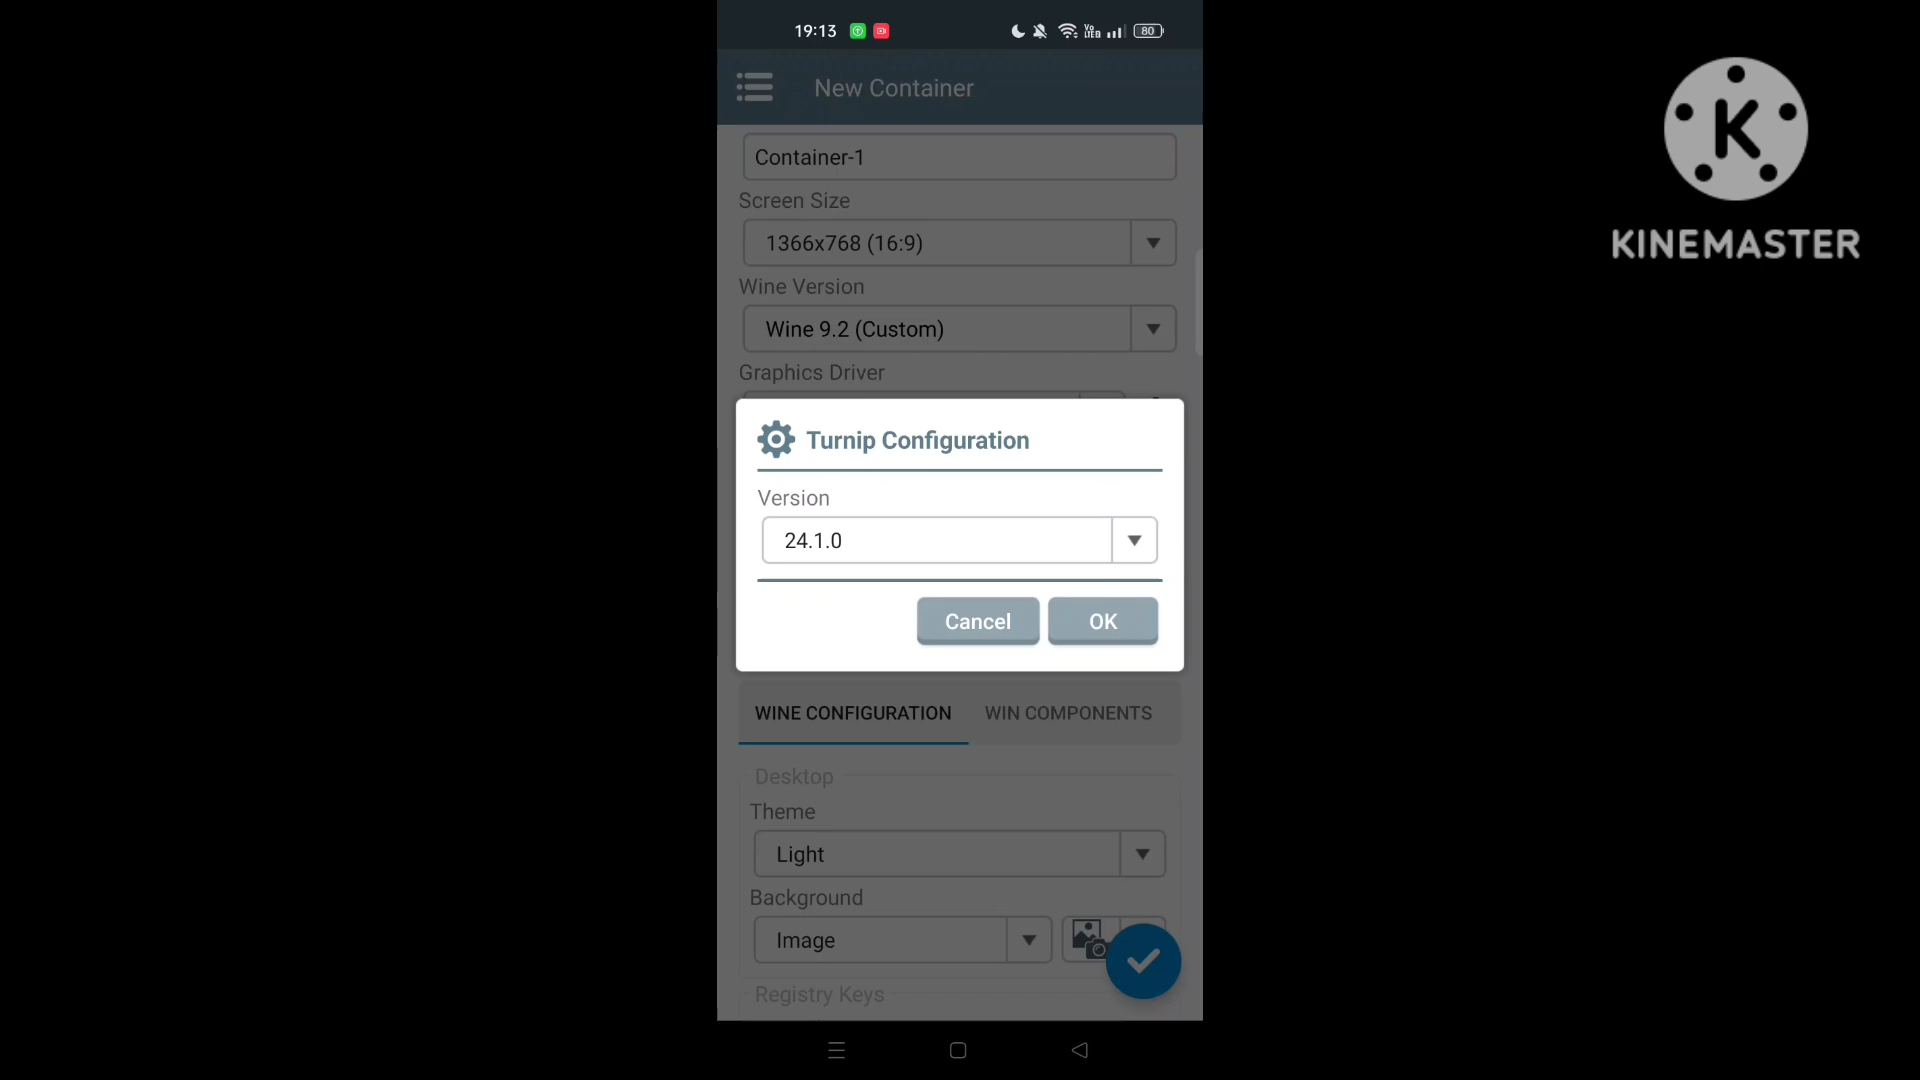 19:13
Vo
LTE2
80
New Container
Container-1
Screen Size
1366x768 (16:9)
Wine Version
Wine 9.2 (Custom)
Graphics Driver
Turnip Configuration
Version
24.1.0
Cancel
OK
WINE CONFIGURATION
WIN COMPONENTS
Desktop
Theme
Light
Background
Image
Registry Keys
K
KINEMASTER